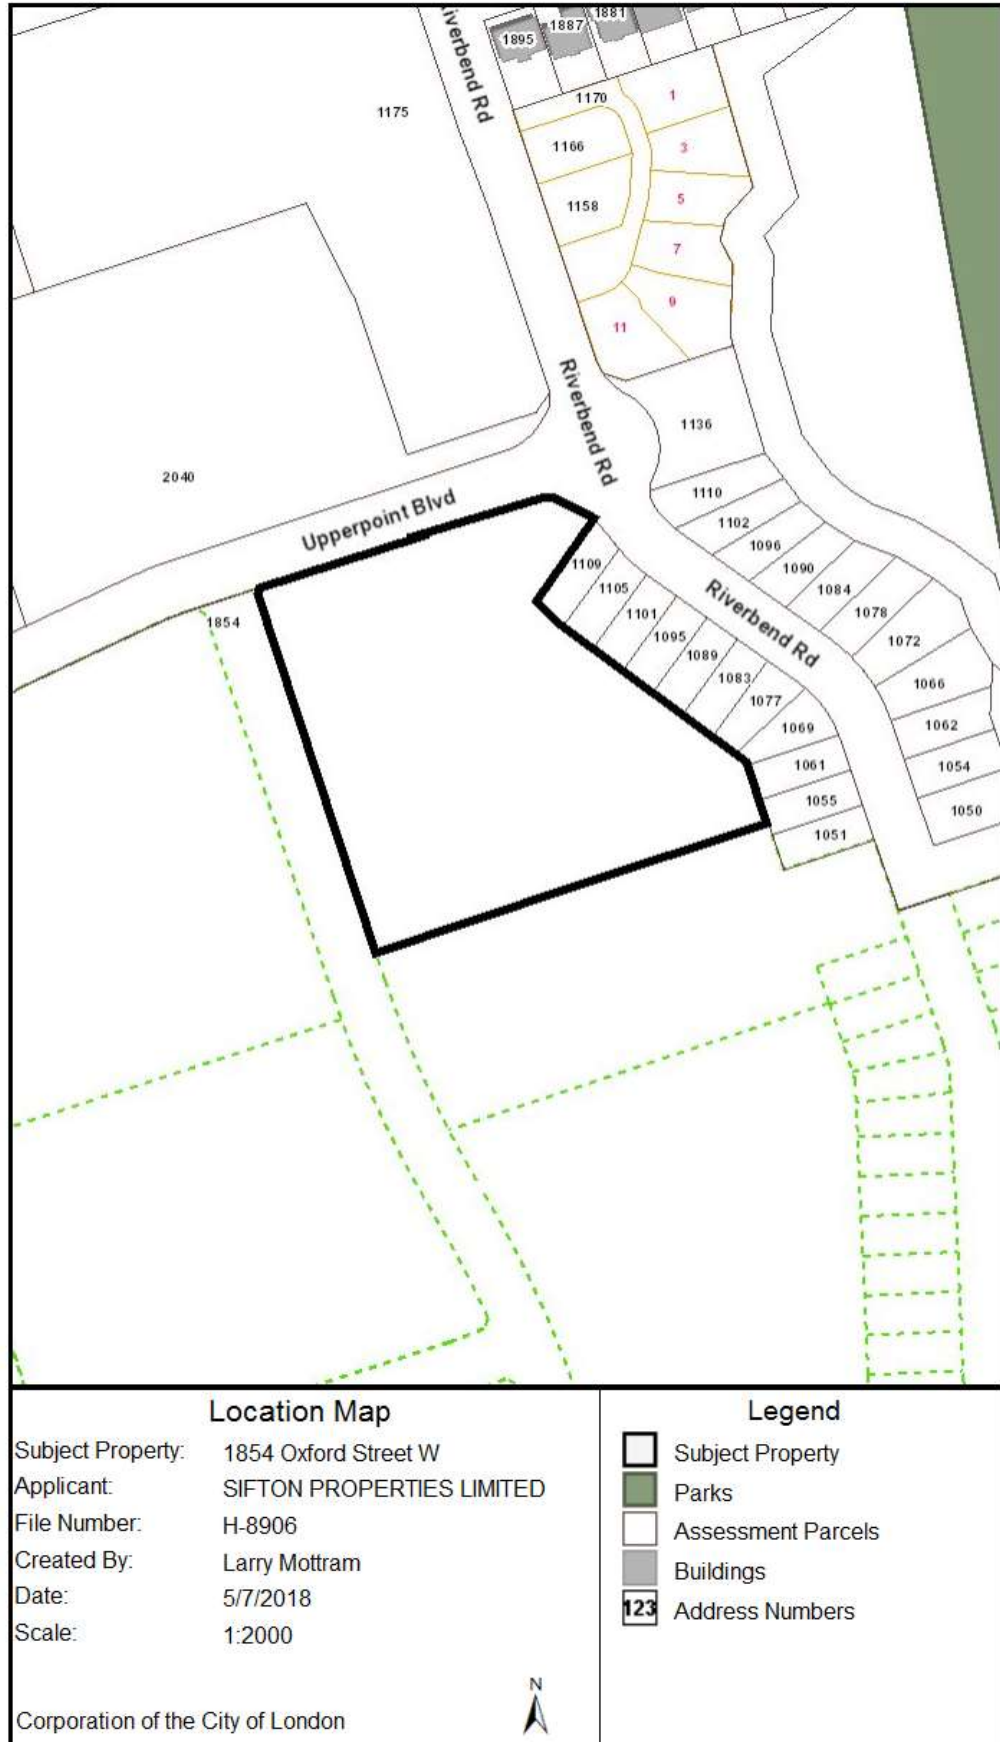 1881
1887
1895
Riverbend Rd
1175
1170
1
1166
3
1158
5
7
9
11
Riverbend Rd
1136
2040
1110
Upperpoint Blvd
1102
1096
1109
1090
1105
1084
Riverbend Rd
1078
1101
1854
1095
1072
1089
1083
1066
1077
1069
1062
1061
1054
1055
1050
1051
Location Map
Subject Property: 1854 Oxford Street W
Applicant: SIFTON PROPERTIES LIMITED
File Number: H-8906
Created By: Larry Mottram
Date: 5/7/2018
Scale: 1:2000
N
Corporation of the City of London
Legend
Subject Property
Parks
Assessment Parcels
Buildings
123 Address Numbers